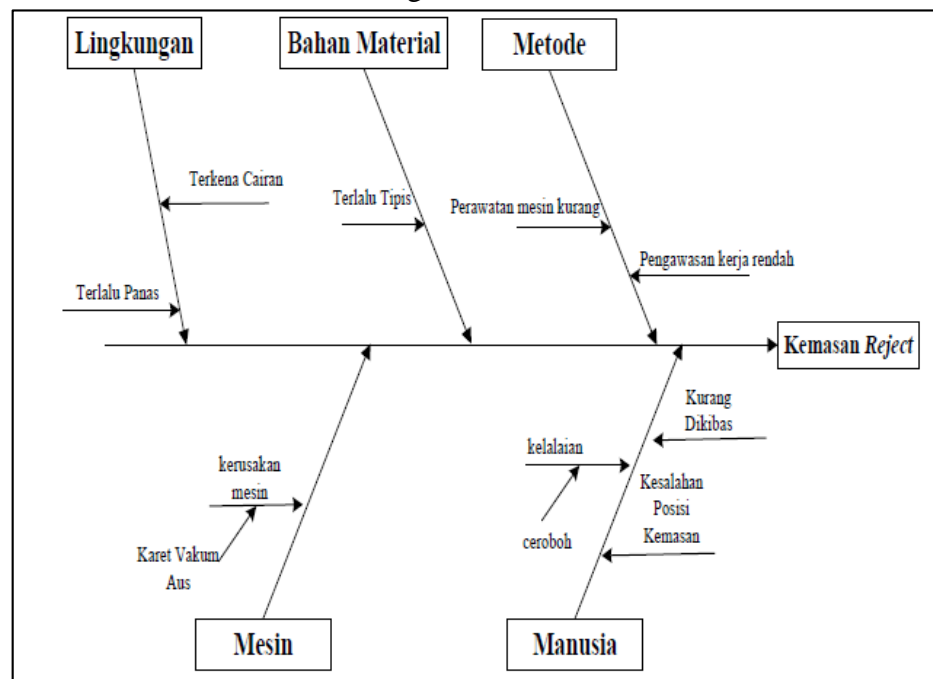 Lingkungan
Bahan Material
Metode
Terkena Cairan
Terlalu Tipis
Perawatan mesin kurang
Pengawasan kerja rendah
Terlalu Panas
Kemasan Reject
Kurang
Dikibas
kelalaian
kerusakan
mesin
Kesalahan
Posisi
Kemasan
ceroboh
Karet Vakum
Aus
Mesin
Manusia